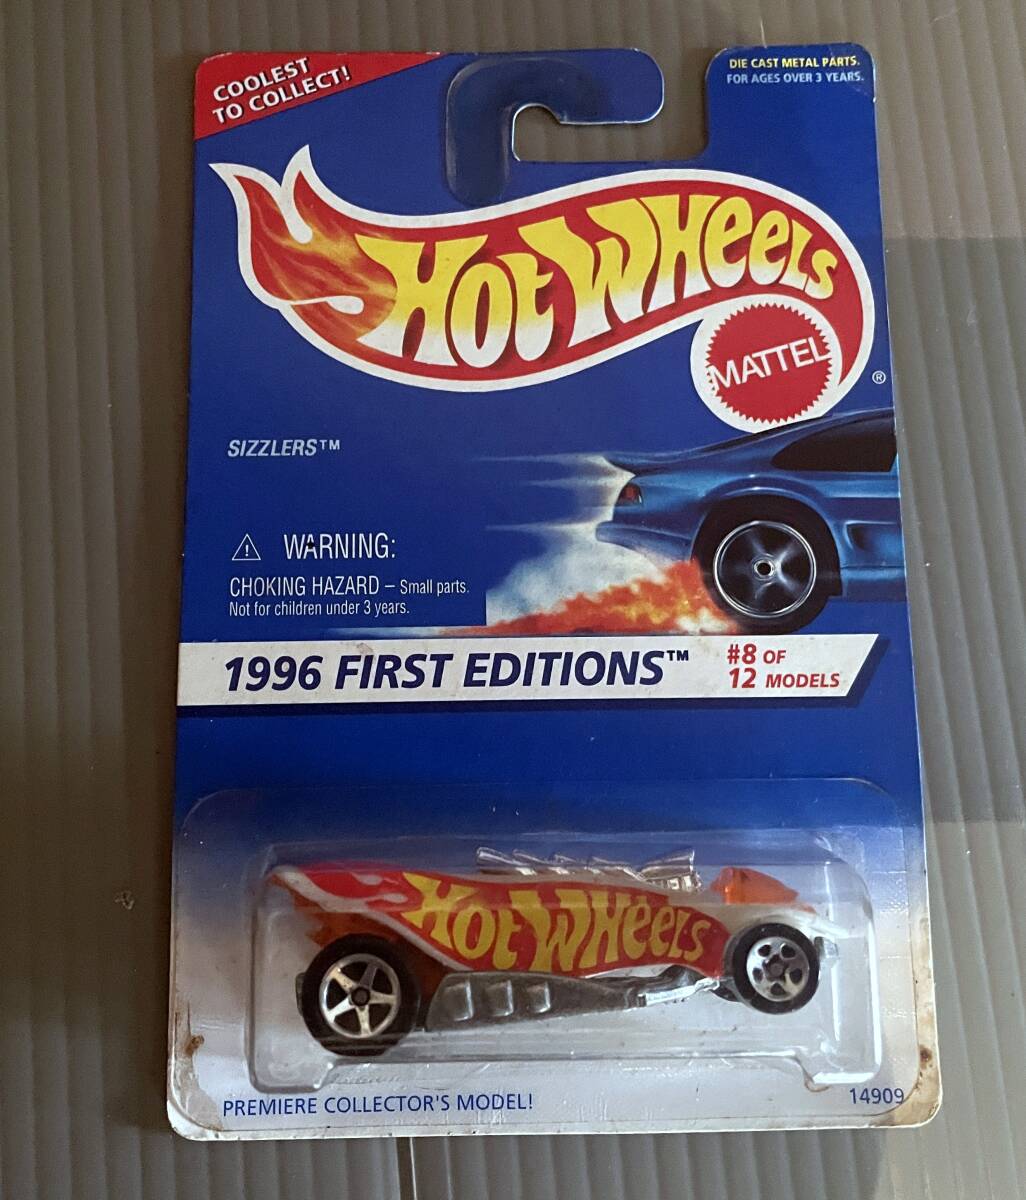 COOLEST
TO COLLECT!
DIE CAST METAL PARTS.
FOR AGES OVER 3 YEARS.
HOT WHEELS
MATTEL
®
SIZZLERS™
WARNING:
CHOKING HAZARD – Small parts.
Not for children under 3 years.
1996 FIRST EDITIONS™
#8 OF
12 MODELS
HOT WHEELS
PREMIERE COLLECTOR'S MODEL!
14909